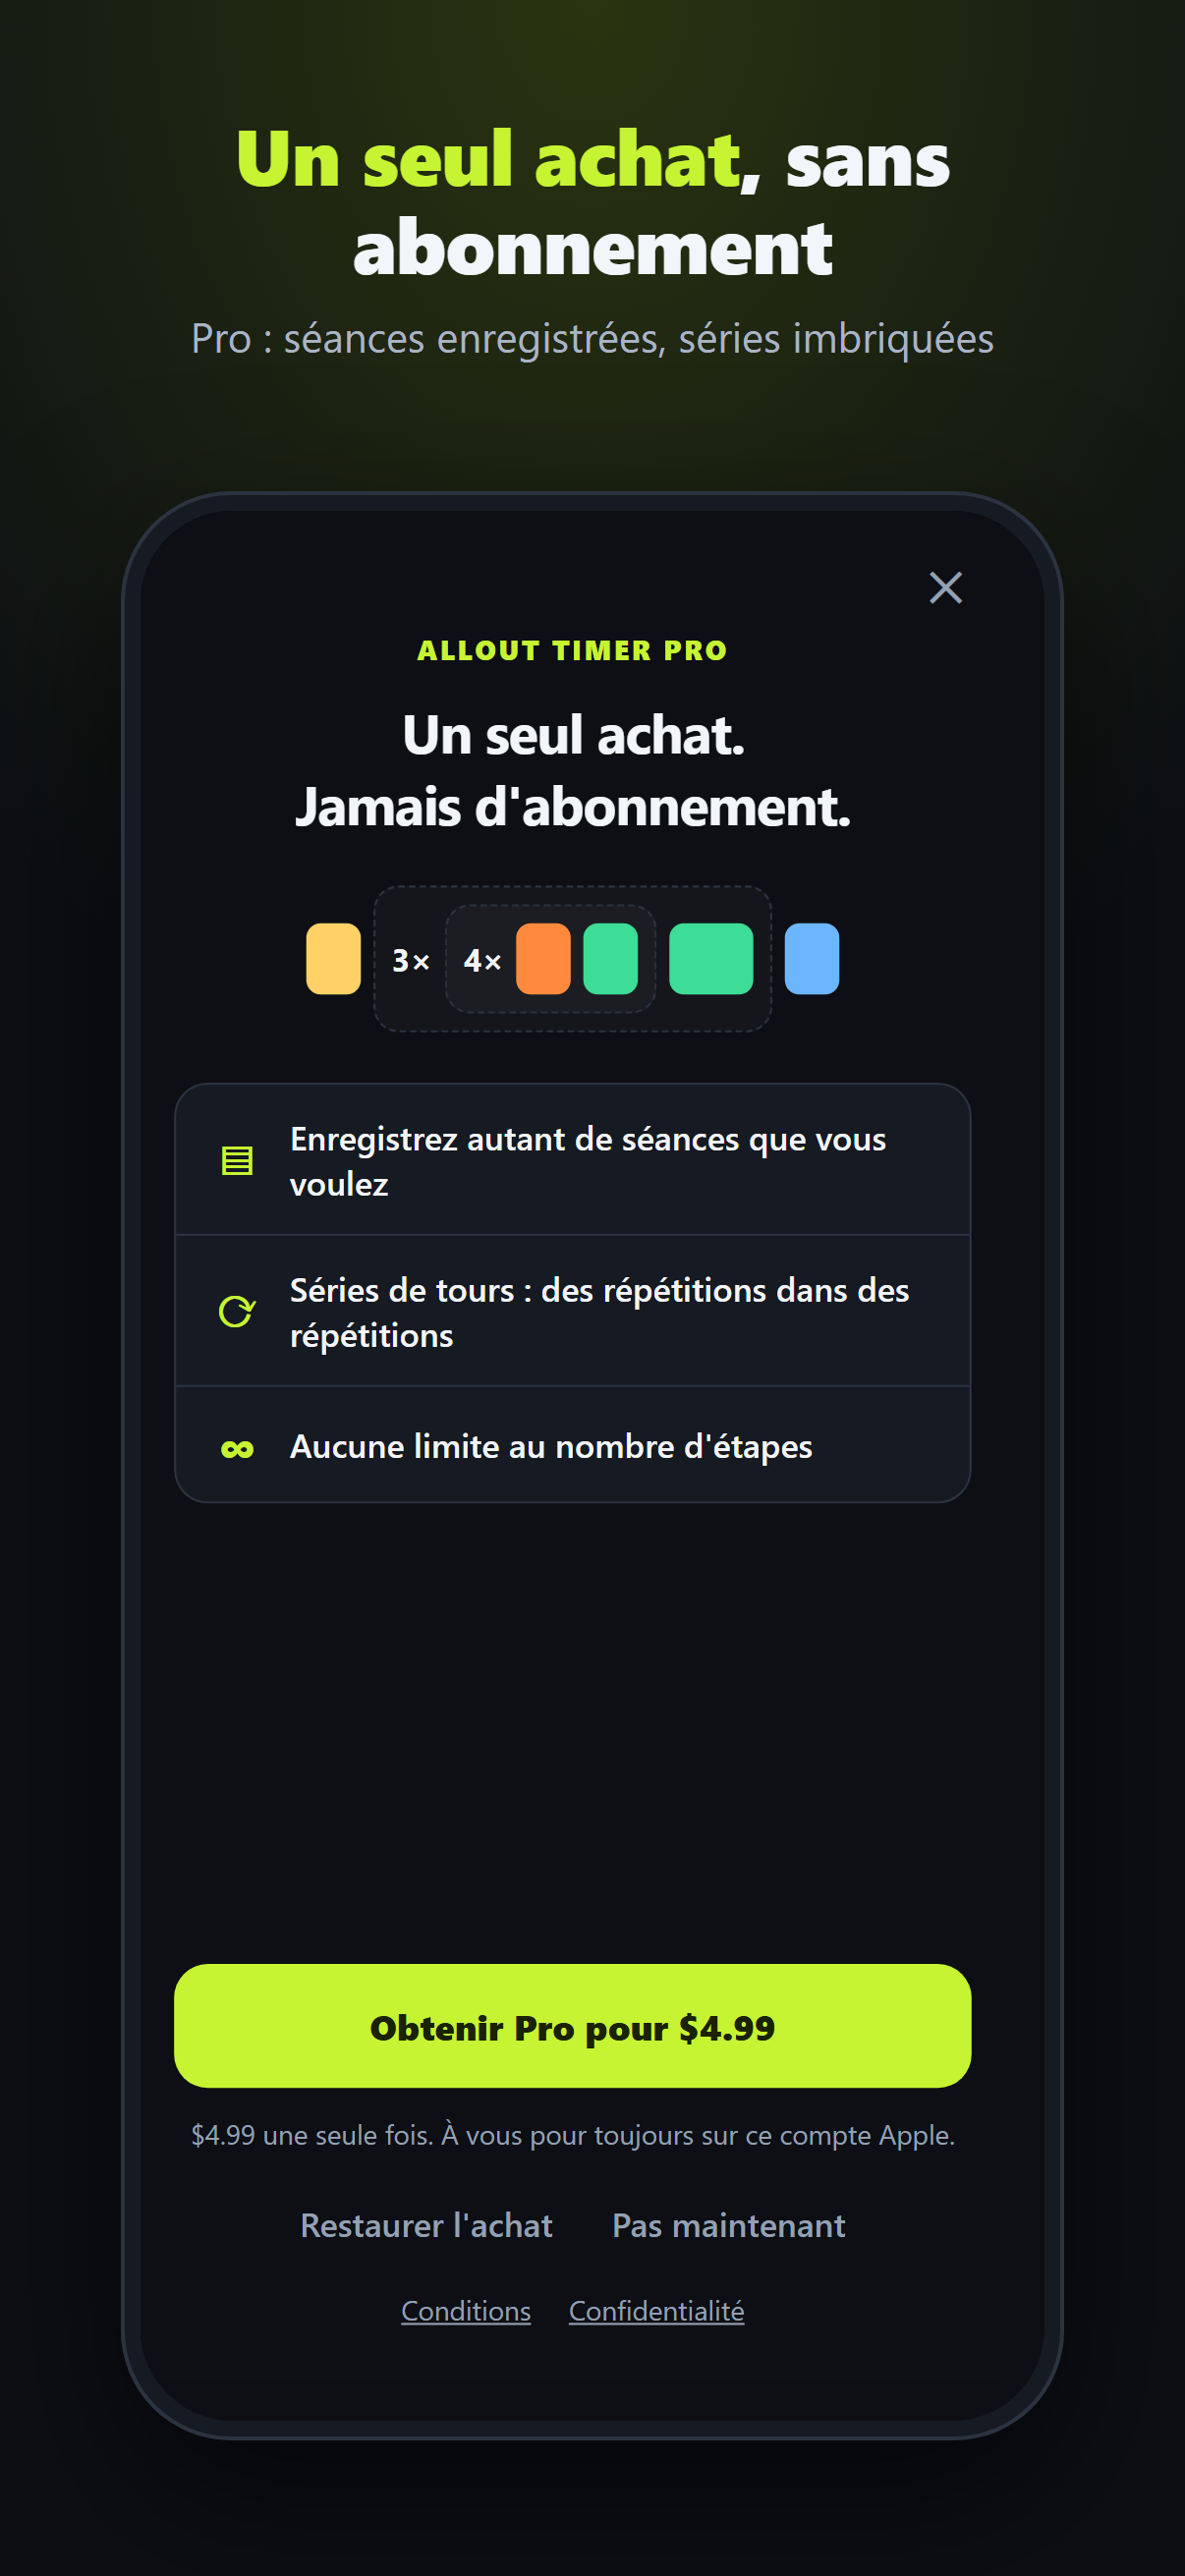 Un seul achat, sans
abonnement
Pro : séances enregistrées, séries imbriquées
ALLOUT TIMER PRO
Un seul achat.
Jamais d'abonnement.
3× 4×
Enregistrez autant de séances que vous
voulez
Séries de tours : des répétitions dans des
répétitions
∞ Aucune limite au nombre d'étapes
Obtenir Pro pour $4.99
$4.99 une seule fois. À vous pour toujours sur ce compte Apple.
Restaurer l'achat Pas maintenant
Conditions Confidentialité